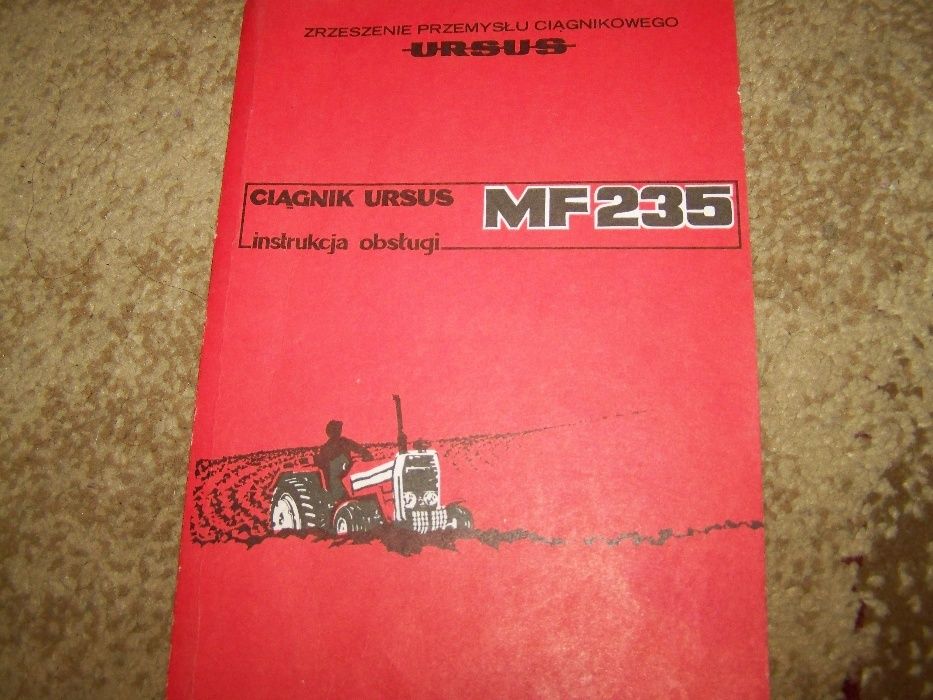 ZRZESZENIE PRZEMYSŁU CIĄGNIKOWEGO
URSUS
CIĄGNIK URSUS MF 235
instrukcja obsługi